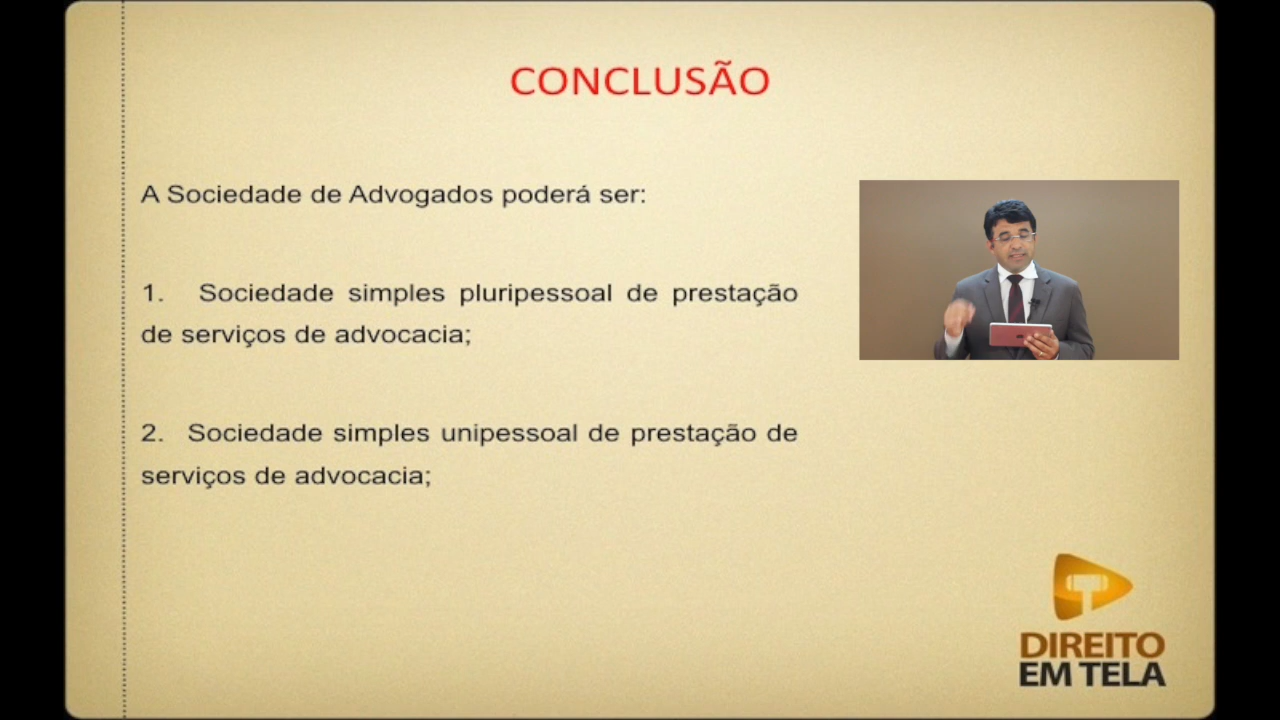 CONCLUSÃO
A Sociedade de Advogados poderá ser:
1. Sociedade simples pluripessoal de prestação
de serviços de advocacia;
2. Sociedade simples unipessoal de prestação de
serviços de advocacia;
DIREITO
EM TELA